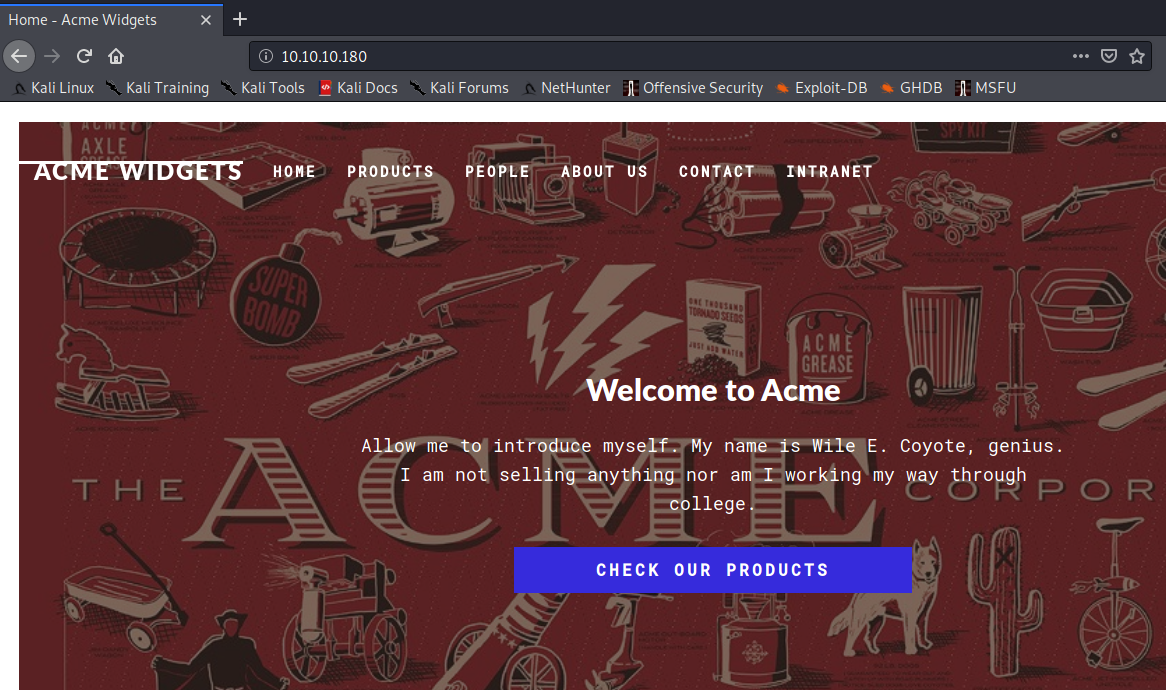 Home - Acme Widgets
10.10.10.180
Kali Linux Kali Training Kali Tools Kali Docs Kali Forums NetHunter Offensive Security Exploit-DB GHDB MSFU
ACME WIDGETS HOME PRODUCTS PEOPLE ABOUT US CONTACT INTRANET
AXLE
GREASE
SPY KIT
SUPER
BOMB
ONE THOUSAND
TORNADO SEEDS
JUST ADD WATER
ACME
GREASE
Welcome to Acme
Allow me to introduce myself. My name is Wile E. Coyote, genius.
I am not selling anything nor am I working my way through
college.
THE ACME CORPOR
CHECK OUR PRODUCTS